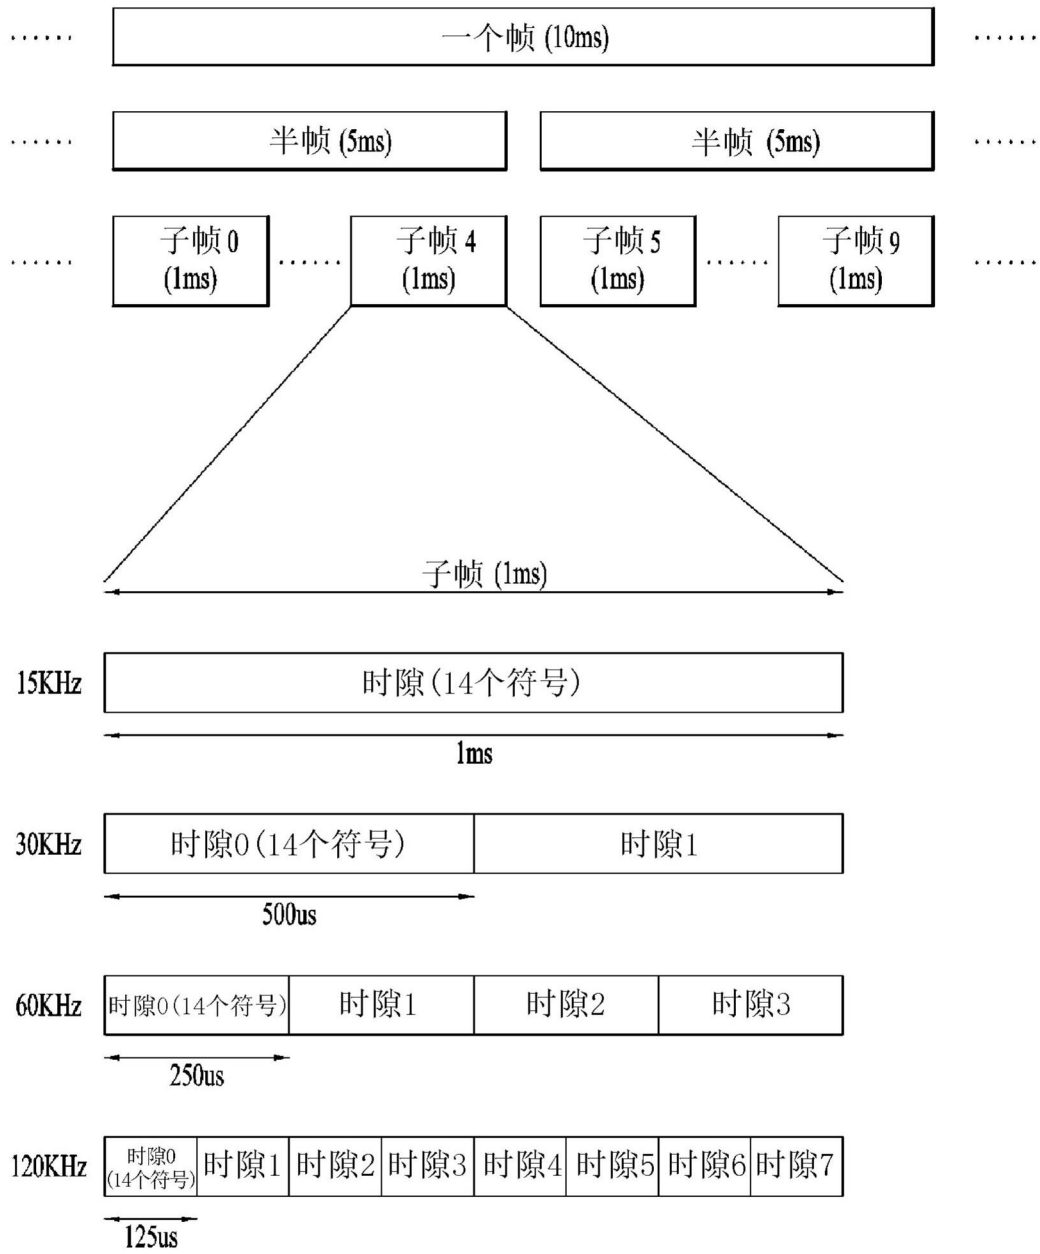 ...... 一个帧 (10ms) ......
...... 半帧 (5ms) 半帧 (5ms) ......
子帧 0 子帧 4 子帧 5 子帧 9
...... (1ms) ...... (1ms) (1ms) ...... (1ms) ......
子帧 (1ms)
15KHz 时隙(14个符号)
1ms
30KHz 时隙0(14个符号) 时隙1
500us
60KHz 时隙0(14个符号) 时隙1 时隙2 时隙3
250us
120KHz 时隙0 (14个符号) 时隙1 时隙2 时隙3 时隙4 时隙5 时隙6 时隙7
125us